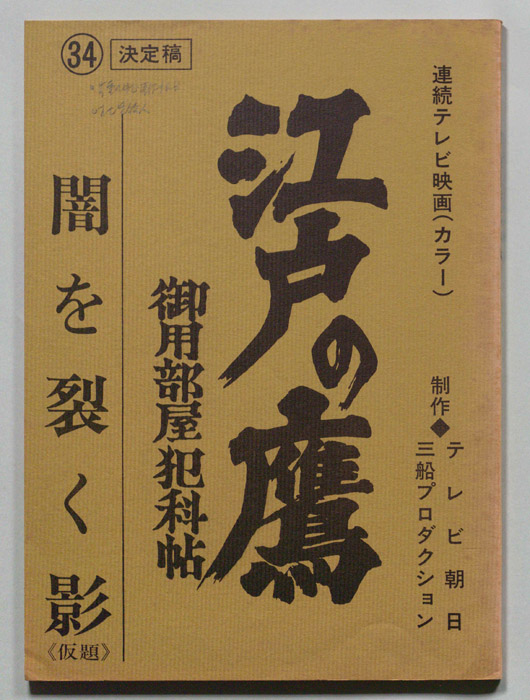 連続テレビ映画(カラー)
制作◆テレビ朝日
三船プロダクション
江戸の鷹
御用部屋犯科帖
㉞ 決定稿
闇を裂く影
《仮題》